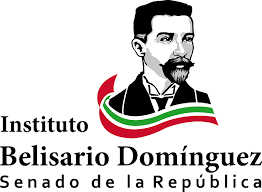 Instituto
Belisario Domínguez
Senado de la República